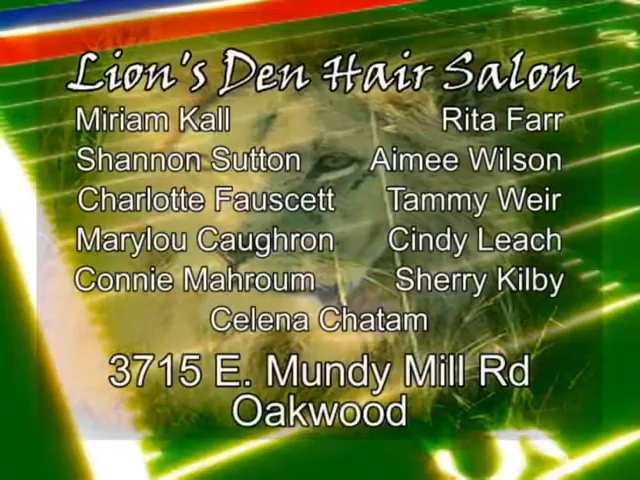 Lion's Den Hair Salon
Miriam Kall Rita Farr
Shannon Sutton Aimee Wilson
Charlotte Fauscett Tammy Weir
Marylou Caughron Cindy Leach
Connie Mahroum Sherry Kilby
Celena Chatam
3715 E. Mundy Mill Rd
Oakwood